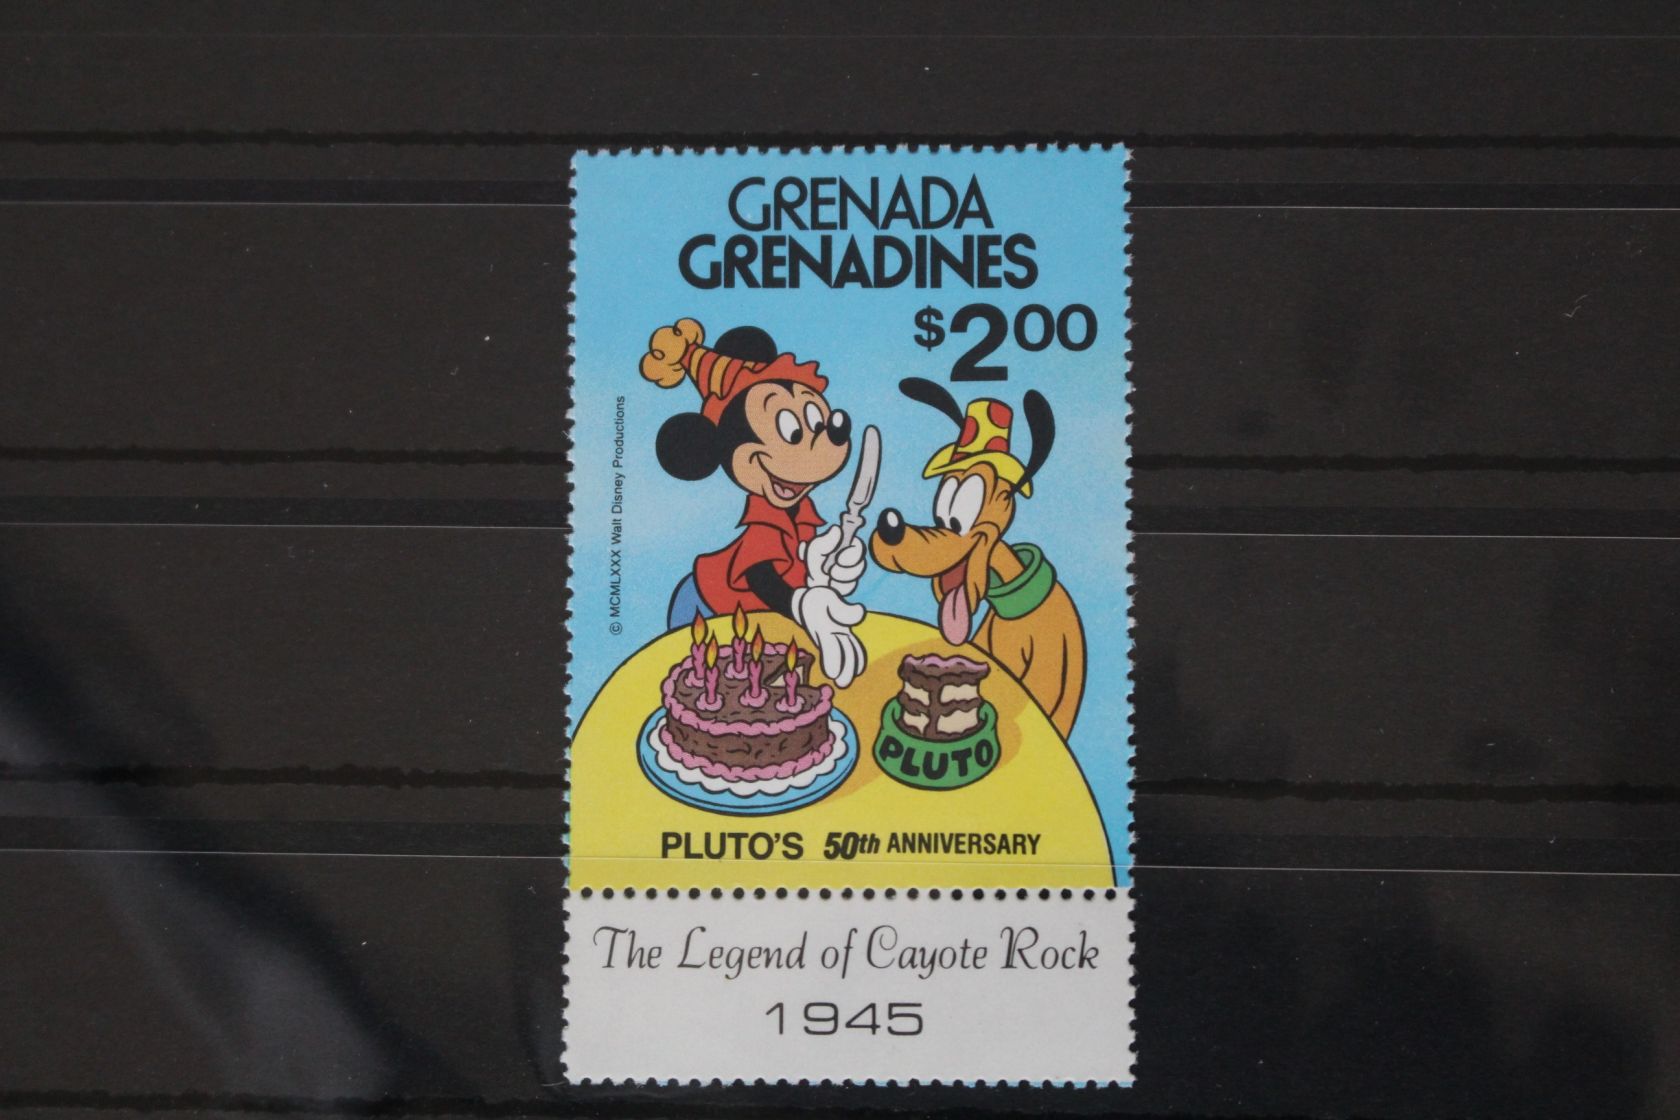 GRENADA
GRENADINES
$2.00
© MCMLXXX Walt Disney Productions
PLUTO
PLUTO'S 50th ANNIVERSARY
The Legend of Cayote Rock
1945